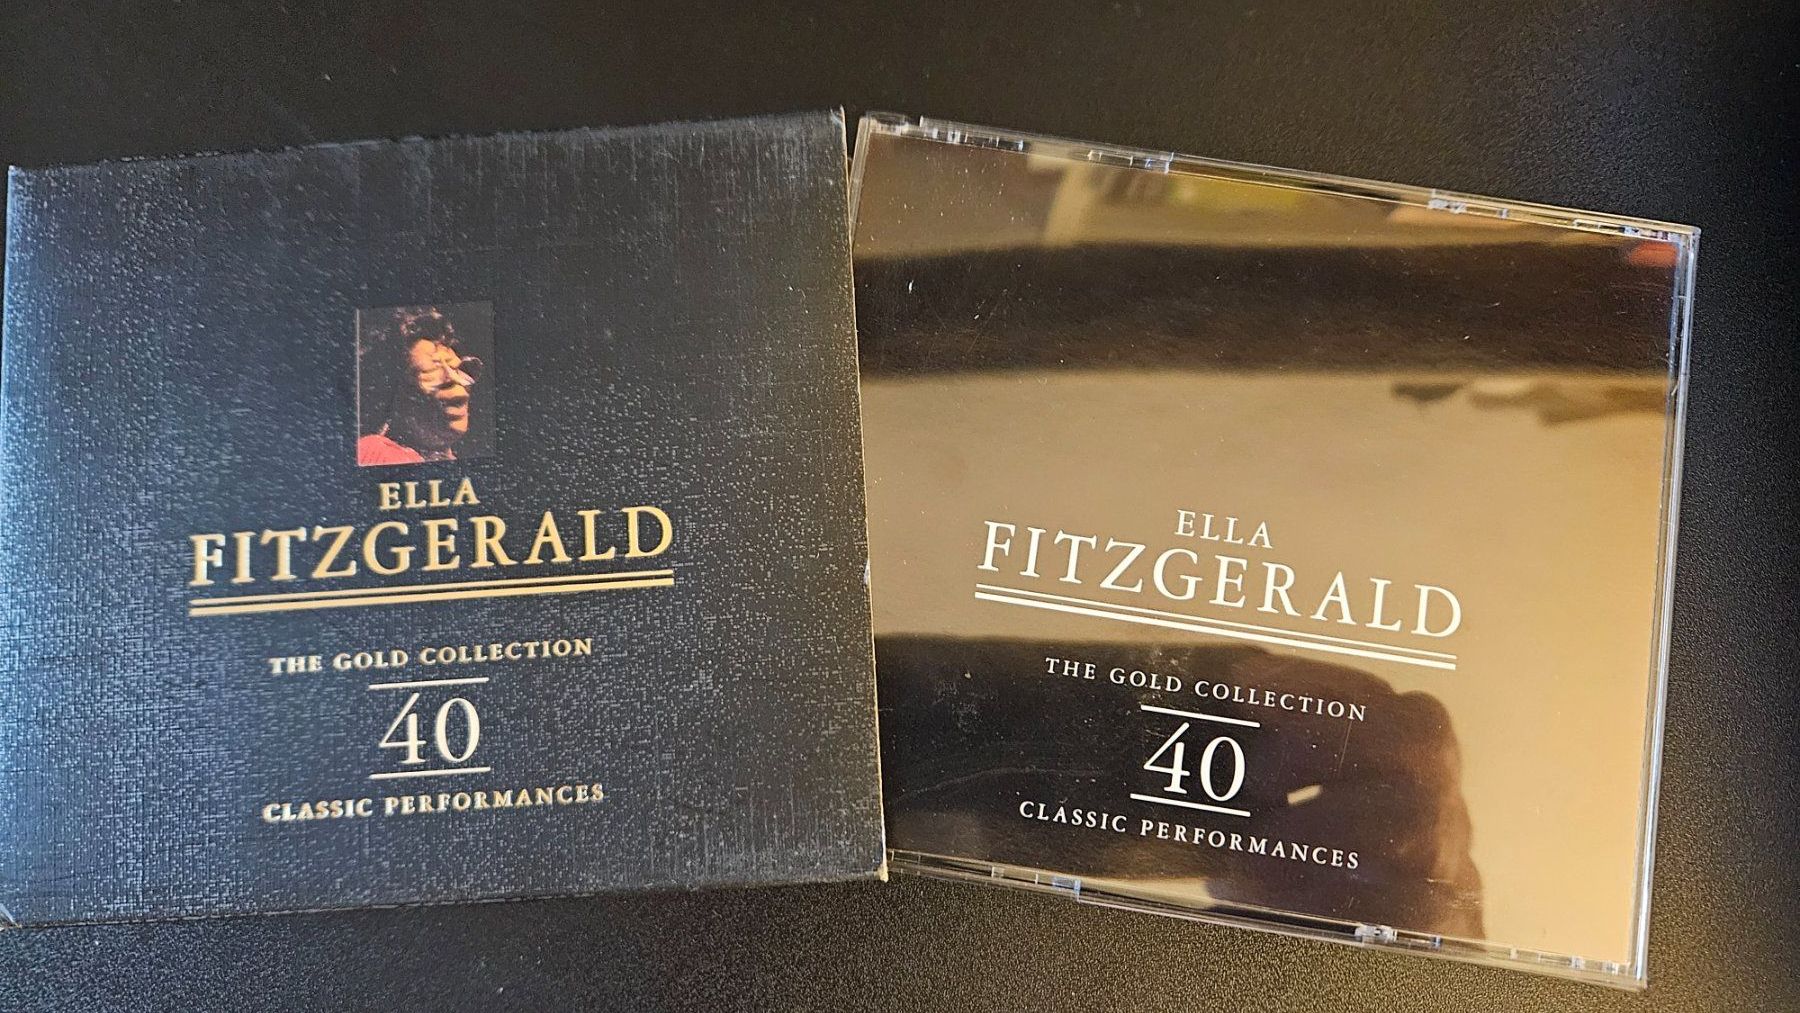 ELLA
FITZGERALD
THE GOLD COLLECTION
40
CLASSIC PERFORMANCES
ELLA
FITZGERALD
THE GOLD COLLECTION
40
CLASSIC PERFORMANCES